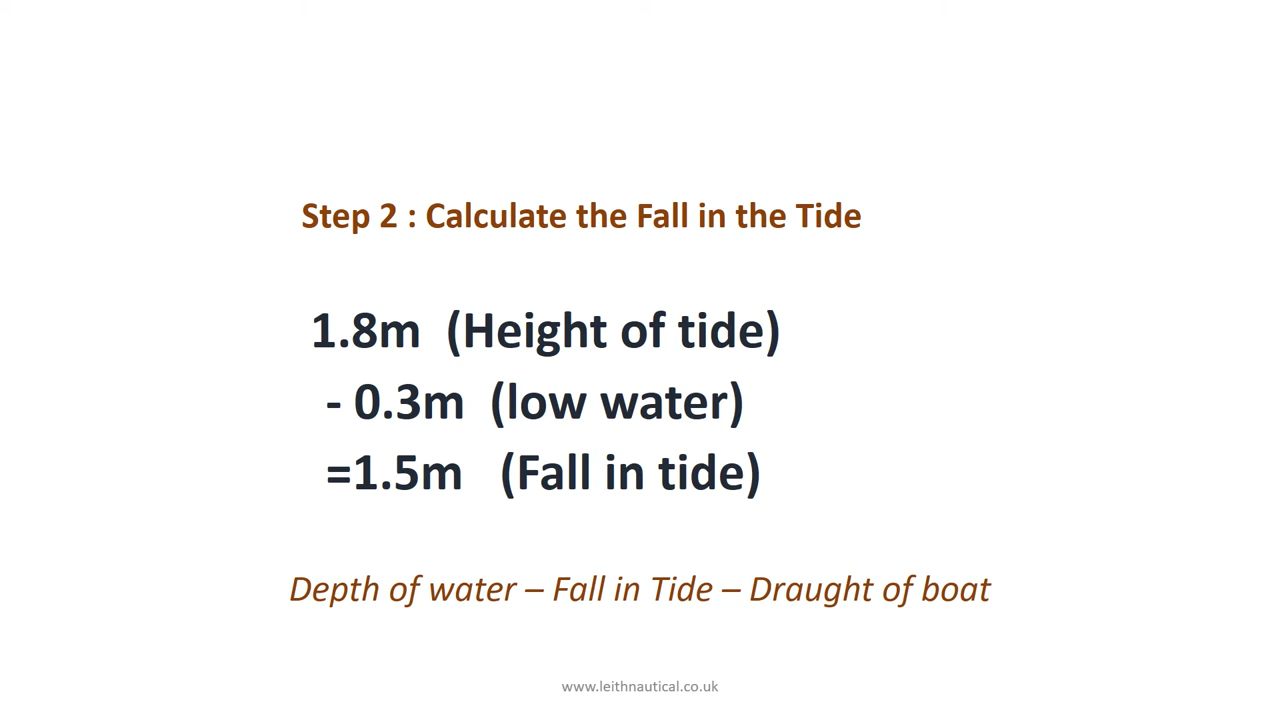 Step 2 : Calculate the Fall in the Tide
1.8m (Height of tide)
- 0.3m (low water)
=1.5m (Fall in tide)
Depth of water – Fall in Tide – Draught of boat
www.leithnautical.co.uk